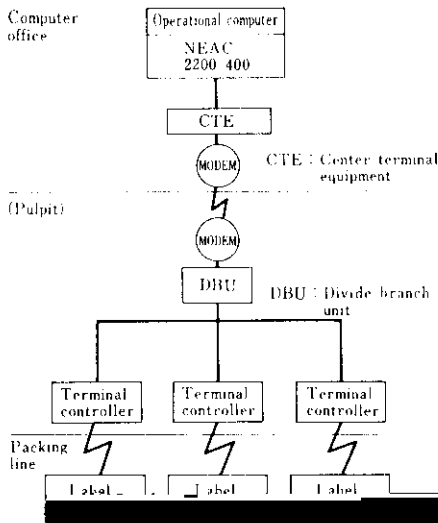 Computer
office
Operational computer
NEAC
2200 400
CTE
MODEM
CTE : Center terminal
equipment
(Pulpit)
MODEM
DBU
DBU : Divide branch
unit
Terminal
controller
Terminal
controller
Terminal
controller
Packing
line
Label
Label
Label